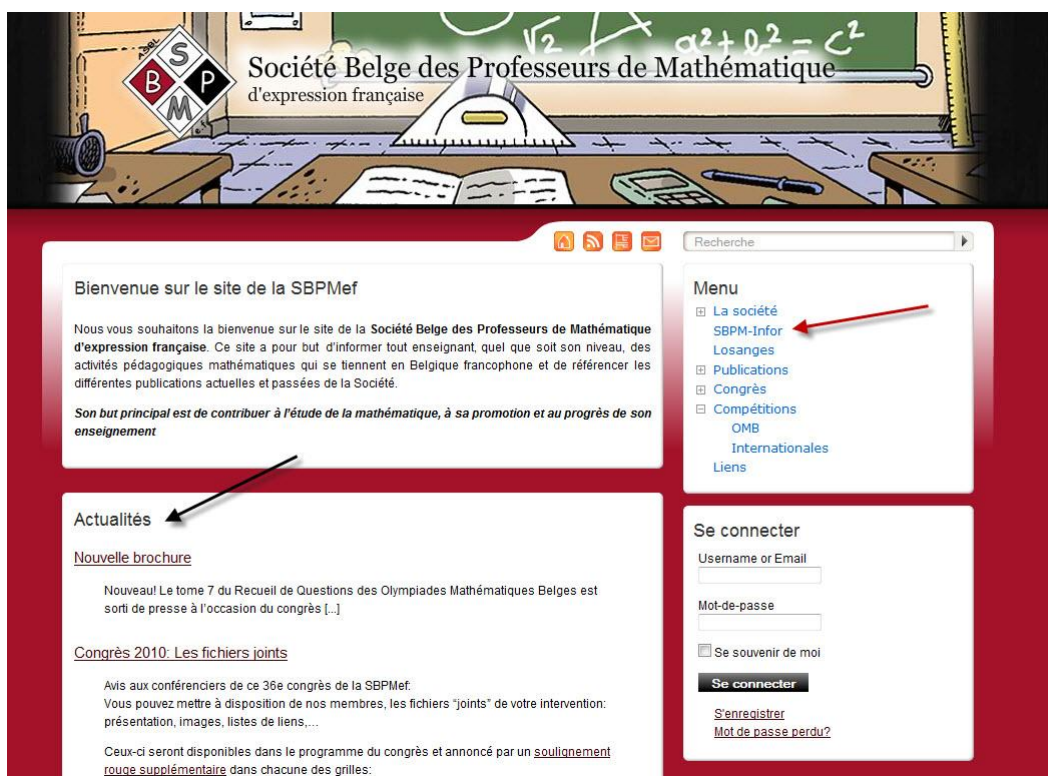 √2
a²+b²=c²
ASBL
S
B P
M
Société Belge des Professeurs de Mathématique
d'expression française
Recherche
Bienvenue sur le site de la SBPMef
Nous vous souhaitons la bienvenue sur le site de la Société Belge des Professeurs de Mathématique
d'expression française. Ce site a pour but d'informer tout enseignant, quel que soit son niveau, des
activités pédagogiques mathématiques qui se tiennent en Belgique francophone et de référencer les
différentes publications actuelles et passées de la Société.
Son but principal est de contribuer à l'étude de la mathématique, à sa promotion et au progrès de son
enseignement
Actualités
Nouvelle brochure
Nouveau! Le tome 7 du Recueil de Questions des Olympiades Mathématiques Belges est
sorti de presse à l'occasion du congrès [...]
Congrès 2010: Les fichiers joints
Avis aux conférenciers de ce 36e congrès de la SBPMef:
Vous pouvez mettre à disposition de nos membres, les fichiers “joints” de votre intervention:
présentation, images, listes de liens,…
Ceux-ci seront disponibles dans le programme du congrès et annoncé par un soulignement
rouge supplémentaire dans chacune des grilles:
Menu
La société
SBPM-Infor
Losanges
Publications
Congrès
Compétitions
OMB
Internationales
Liens
Se connecter
Username or Email
Mot-de-passe
Se souvenir de moi
Se connecter
S'enregistrer
Mot de passe perdu?